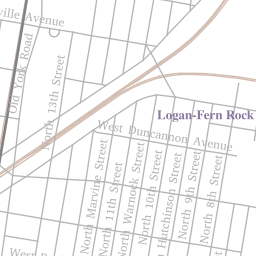 ville Avenue
Old York Road
North 13th Street
Logan-Fern Rock
West Duncannon Avenue
North Marvine Street
North 11th Street
North Warnock Street
North 10th Street
Hutchinson Street
North 9th Street
North 8th Street
West